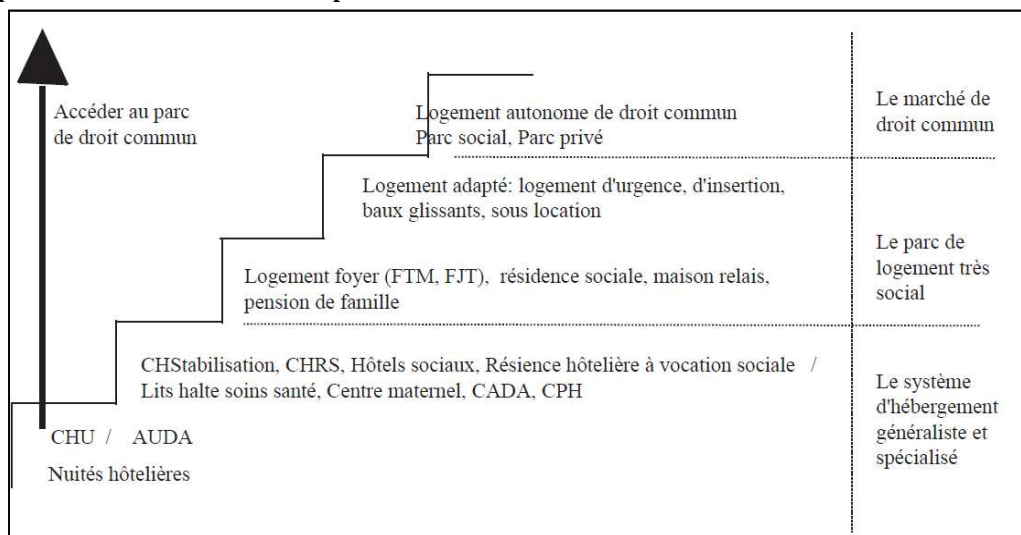 Accéder au parc
de droit commun
Logement autonome de droit commun
Parc social, Parc privé
Le marché de
droit commun
Logement adapté: logement d'urgence, d'insertion,
baux glissants, sous location
Logement foyer (FTM, FJT), résidence sociale, maison relais,
pension de famille
Le parc de
logement très
social
CHStabilisation, CHRS, Hôtels sociaux, Résience hôtelière à vocation sociale /
Lits halte soins santé, Centre maternel, CADA, CPH
Le système
d'hébergement
généraliste et
spécialisé
CHU / AUDA
Nuités hôtelières